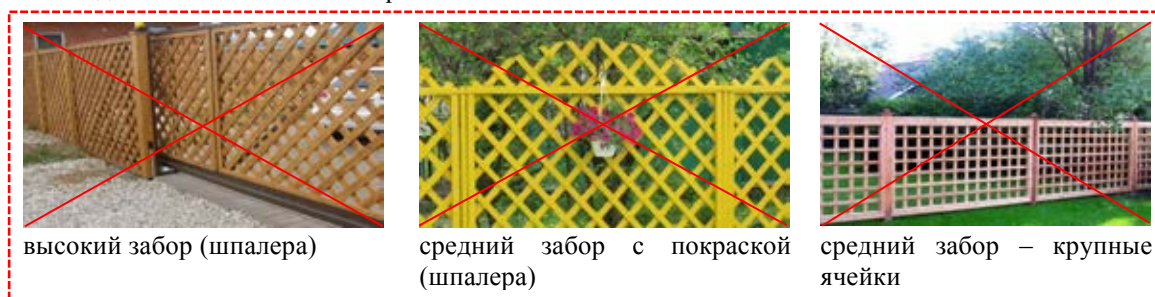 высокий забор (шпалера)
средний забор с покраской
(шпалера)
средний забор – крупные
ячейки